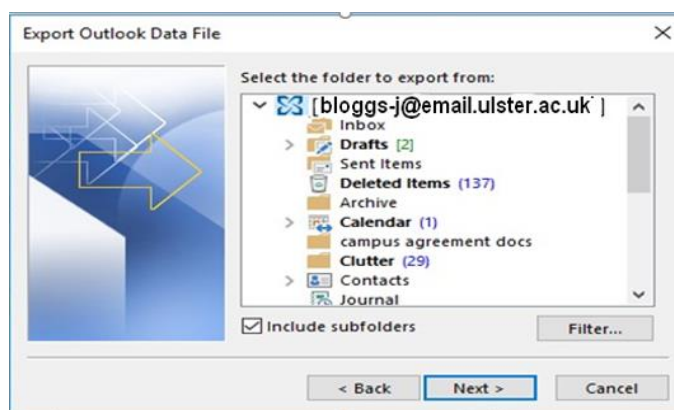 Export Outlook Data File
Select the folder to export from:
[bloggs-j@email.ulster.ac.uk ]
Inbox
Drafts [2]
Sent Items
Deleted Items (137)
Archive
Calendar (1)
campus agreement docs
Clutter (29)
Contacts
Journal
Include subfolders
Filter...
< Back
Next >
Cancel